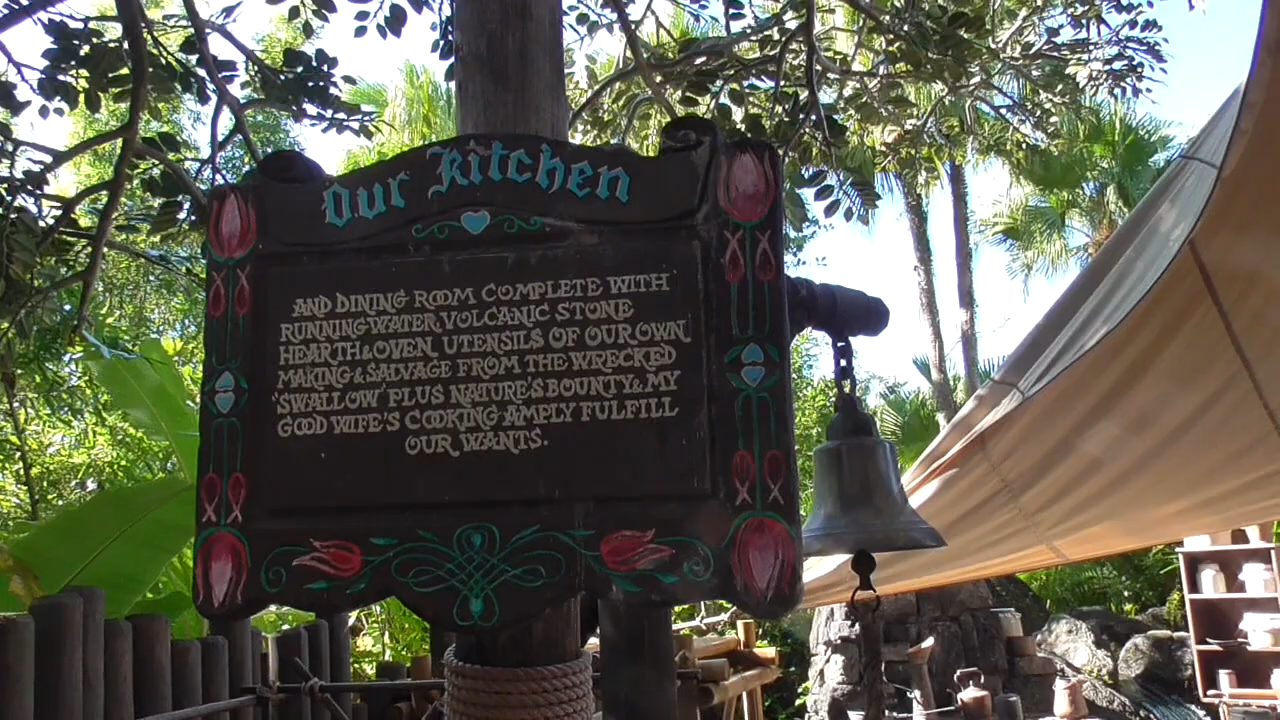 Our Kitchen
AND DINING ROOM COMPLETE WITH
RUNNING WATER, VOLCANIC STONE
HEARTH & OVEN. UTENSILS OF OUR OWN
MAKING & SALVAGE FROM THE WRECKED
"SWALLOW" PLUS NATURE'S BOUNTY & MY
GOOD WIFE'S COOKING AMPLY FULFILL
OUR WANTS.